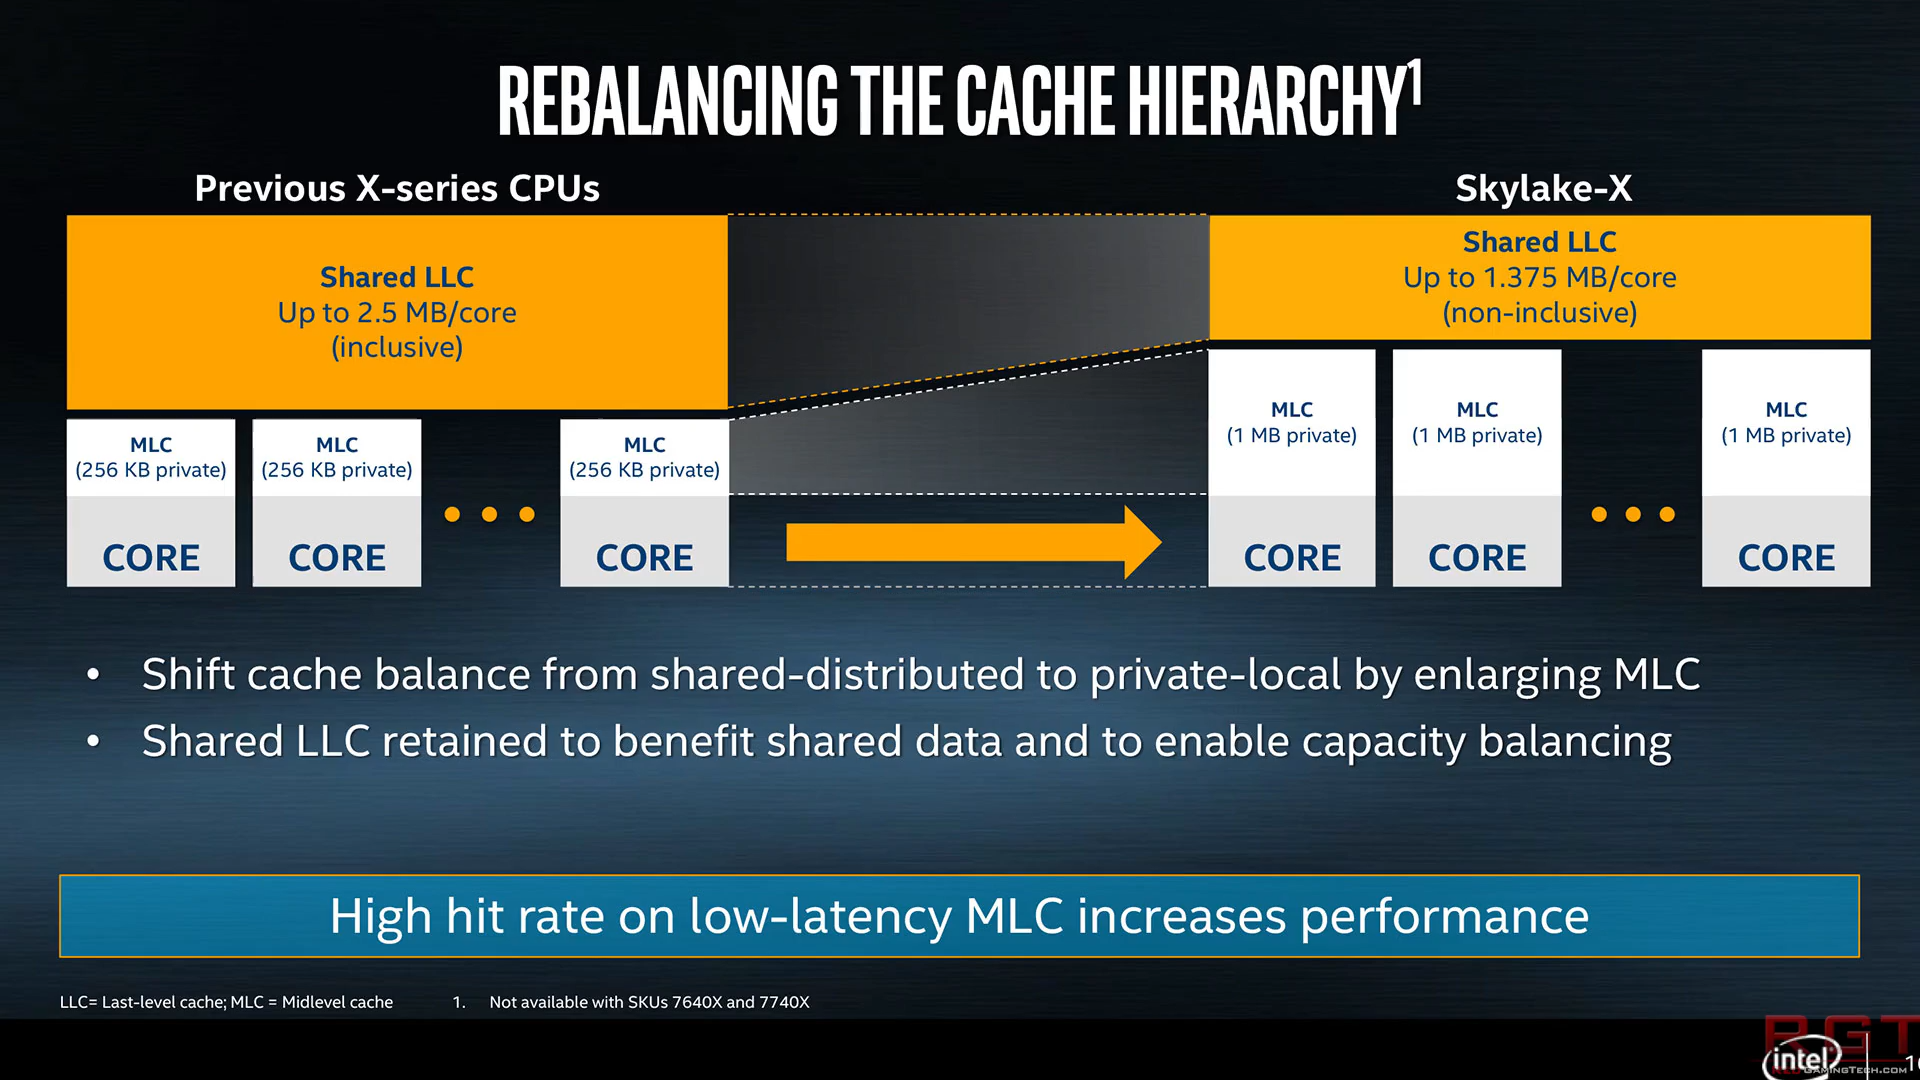 REBALANCING THE CACHE HIERARCHY¹
Previous X-series CPUs
Skylake-X
Shared LLC
Up to 2.5 MB/core
(inclusive)
Shared LLC
Up to 1.375 MB/core
(non-inclusive)
MLC
(256 KB private)
MLC
(256 KB private)
MLC
(256 KB private)
MLC
(1 MB private)
MLC
(1 MB private)
MLC
(1 MB private)
CORE
CORE
CORE
CORE
CORE
CORE
• Shift cache balance from shared-distributed to private-local by enlarging MLC
• Shared LLC retained to benefit shared data and to enable capacity balancing
High hit rate on low-latency MLC increases performance
LLC= Last-level cache; MLC = Midlevel cache
1. Not available with SKUs 7640X and 7740X
RGT
intel
GAMINGTECH.COM